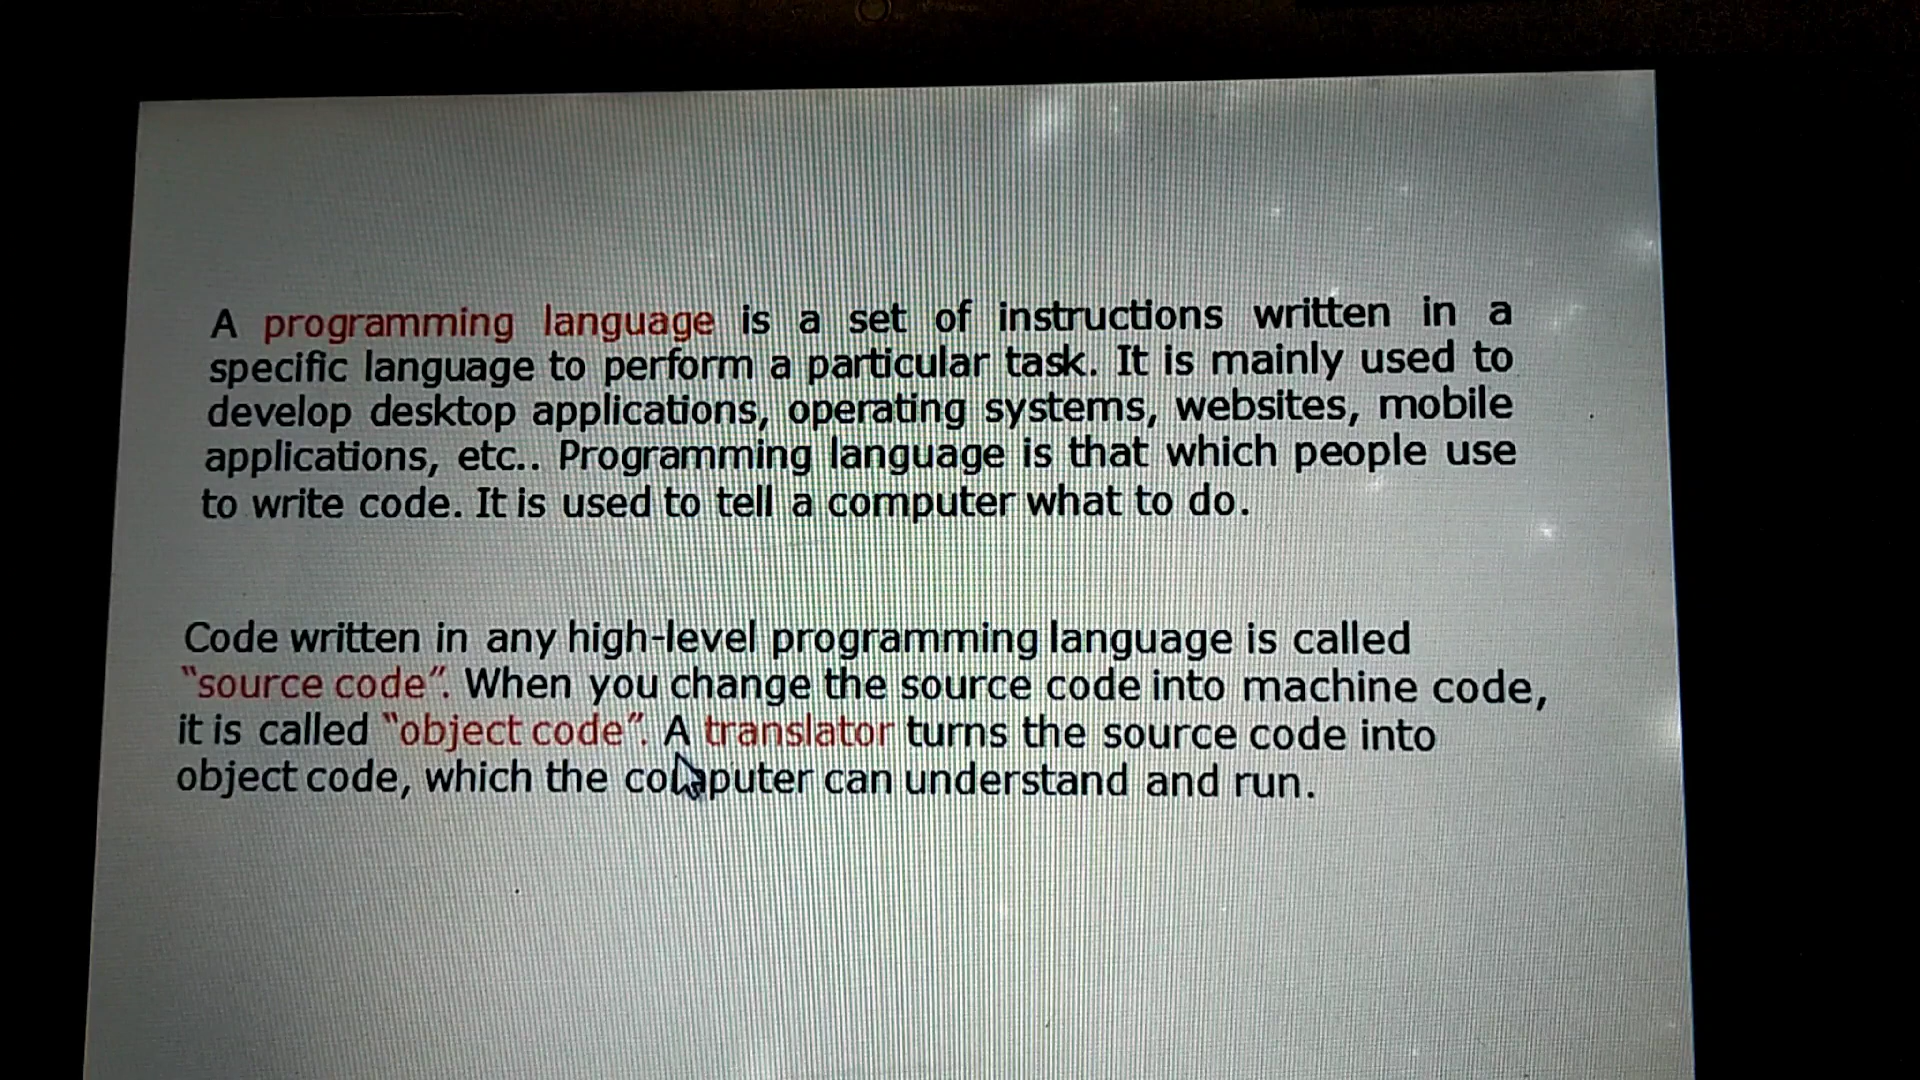 A programming language is a set of instructions written in a
specific language to perform a particular task. It is mainly used to
develop desktop applications, operating systems, websites, mobile
applications, etc.. Programming language is that which people use
to write code. It is used to tell a computer what to do.
Code written in any high-level programming language is called
"source code". When you change the source code into machine code,
it is called "object code". A translator turns the source code into
object code, which the computer can understand and run.